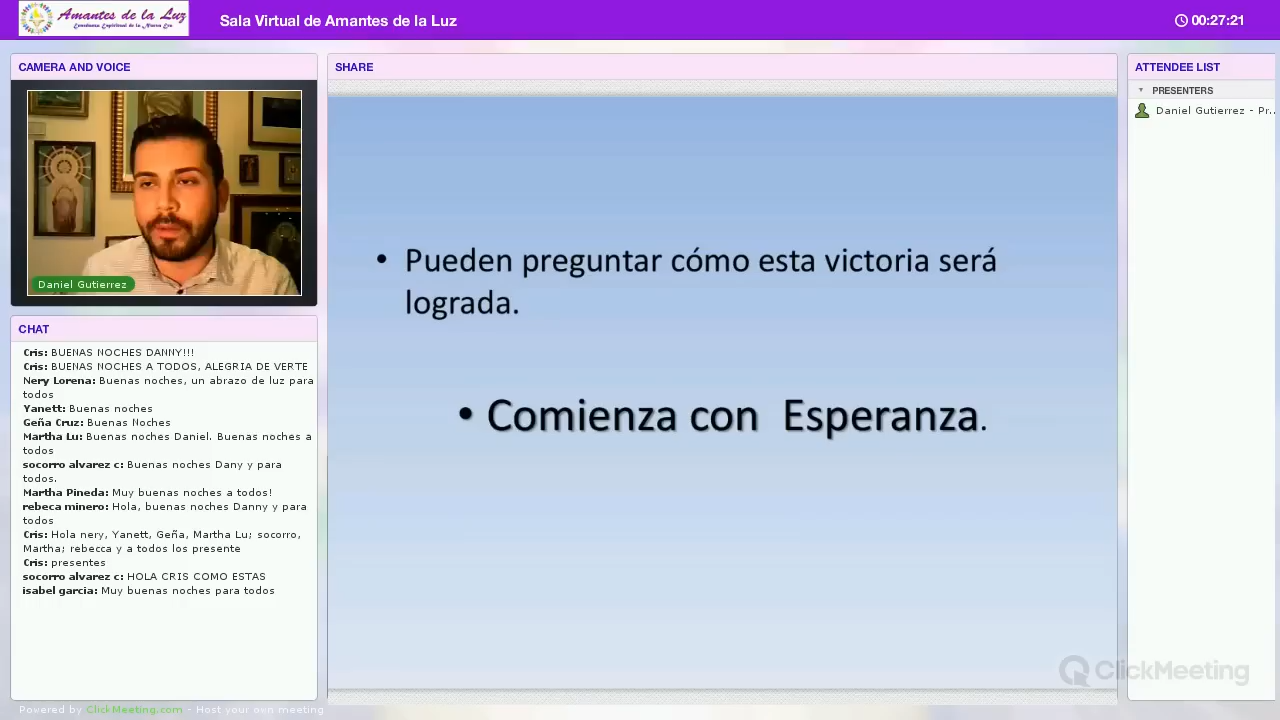 Amantes de la Luz
Enseñanza Espiritual de la Nueva Era
Sala Virtual de Amantes de la Luz
00:27:21
CAMERA AND VOICE
Daniel Gutierrez
CHAT
Cris: BUENAS NOCHES DANNY!!!
Cris: BUENAS NOCHES A TODOS, ALEGRIA DE VERTE
Nery Lorena: Buenas noches, un abrazo de luz para
todos
Yanett: Buenas noches
Geña Cruz: Buenas Noches
Martha Lu: Buenas noches Daniel. Buenas noches a
todos
socorro alvarez c: Buenas noches Dany y para
todos.
Martha Pineda: Muy buenas noches a todos!
rebeca minero: Hola, buenas noches Danny y para
todos
Cris: Hola nery, Yanett, Geña, Martha Lu; socorro,
Martha; rebecca y a todos los presente
Cris: presentes
socorro alvarez c: HOLA CRIS COMO ESTAS
isabel garcia: Muy buenas noches para todos
SHARE
• Pueden preguntar cómo esta victoria será
lograda.
• Comienza con  Esperanza.
ATTENDEE LIST
PRESENTERS
Daniel Gutierrez - Pr..
ClickMeeting
Powered by ClickMeeting.com - Host your own meeting